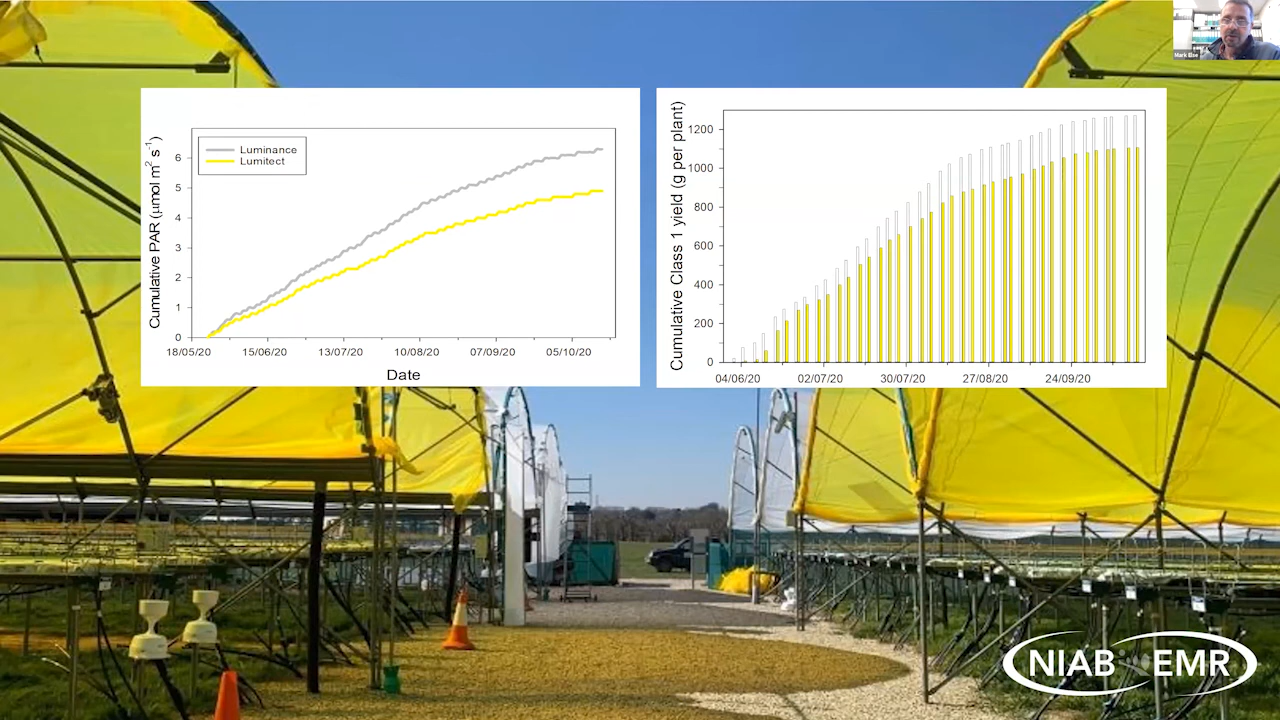 Mark Else
Luminance
Lumitect
Cumulative PAR (µmol m² s⁻¹)
6
5
4
3
2
1
0
18/05/20 15/06/20 13/07/20 10/08/20 07/09/20 05/10/20
Date
Cumulative Class 1 yield (g per plant)
1200
1000
800
600
400
200
0
04/06/20 02/07/20 30/07/20 27/08/20 24/09/20
NIAB EMR